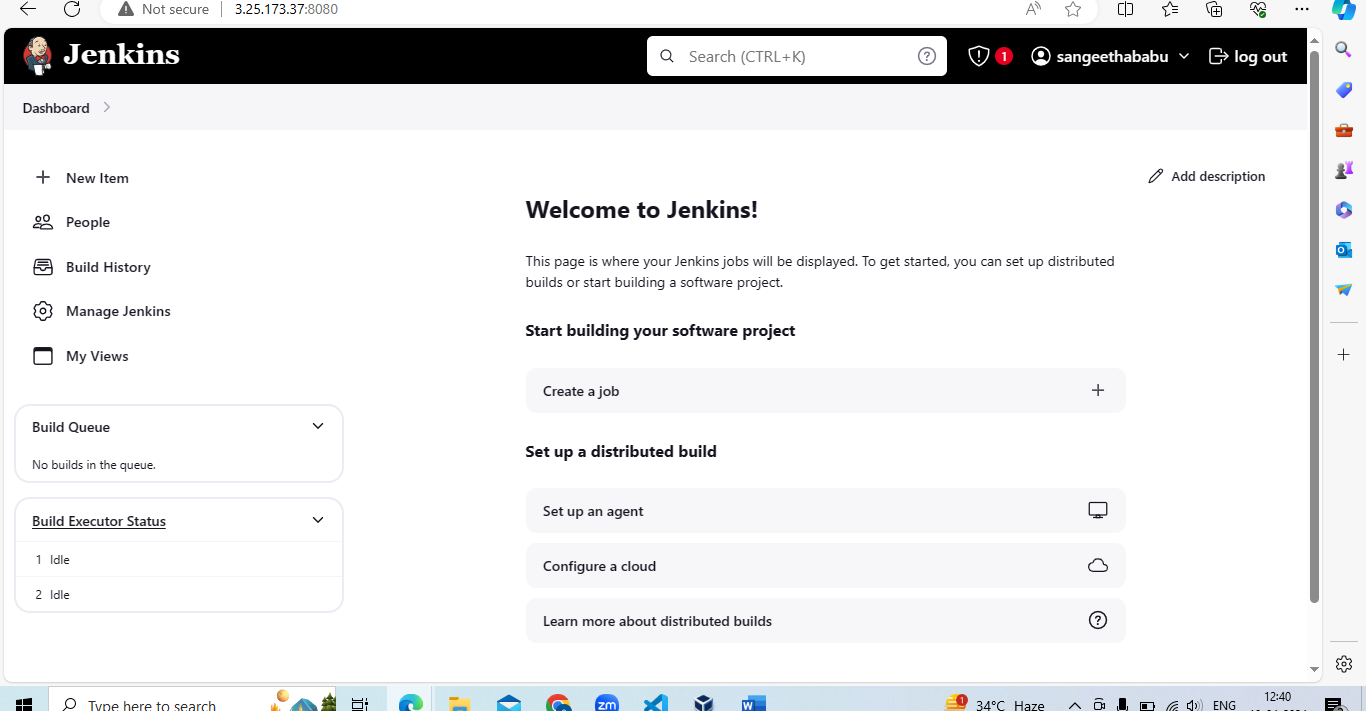 Not secure 3.25.173.37:8080
Jenkins
Search (CTRL+K)
1
sangeethababu
log out
Dashboard
New Item
People
Build History
Manage Jenkins
My Views
Build Queue
No builds in the queue.
Build Executor Status
1 Idle
2 Idle
Add description
Welcome to Jenkins!
This page is where your Jenkins jobs will be displayed. To get started, you can set up distributed
builds or start building a software project.
Start building your software project
Create a job
Set up a distributed build
Set up an agent
Configure a cloud
Learn more about distributed builds
Type here to search
zm
1
34°C Haze
ENG
12:40